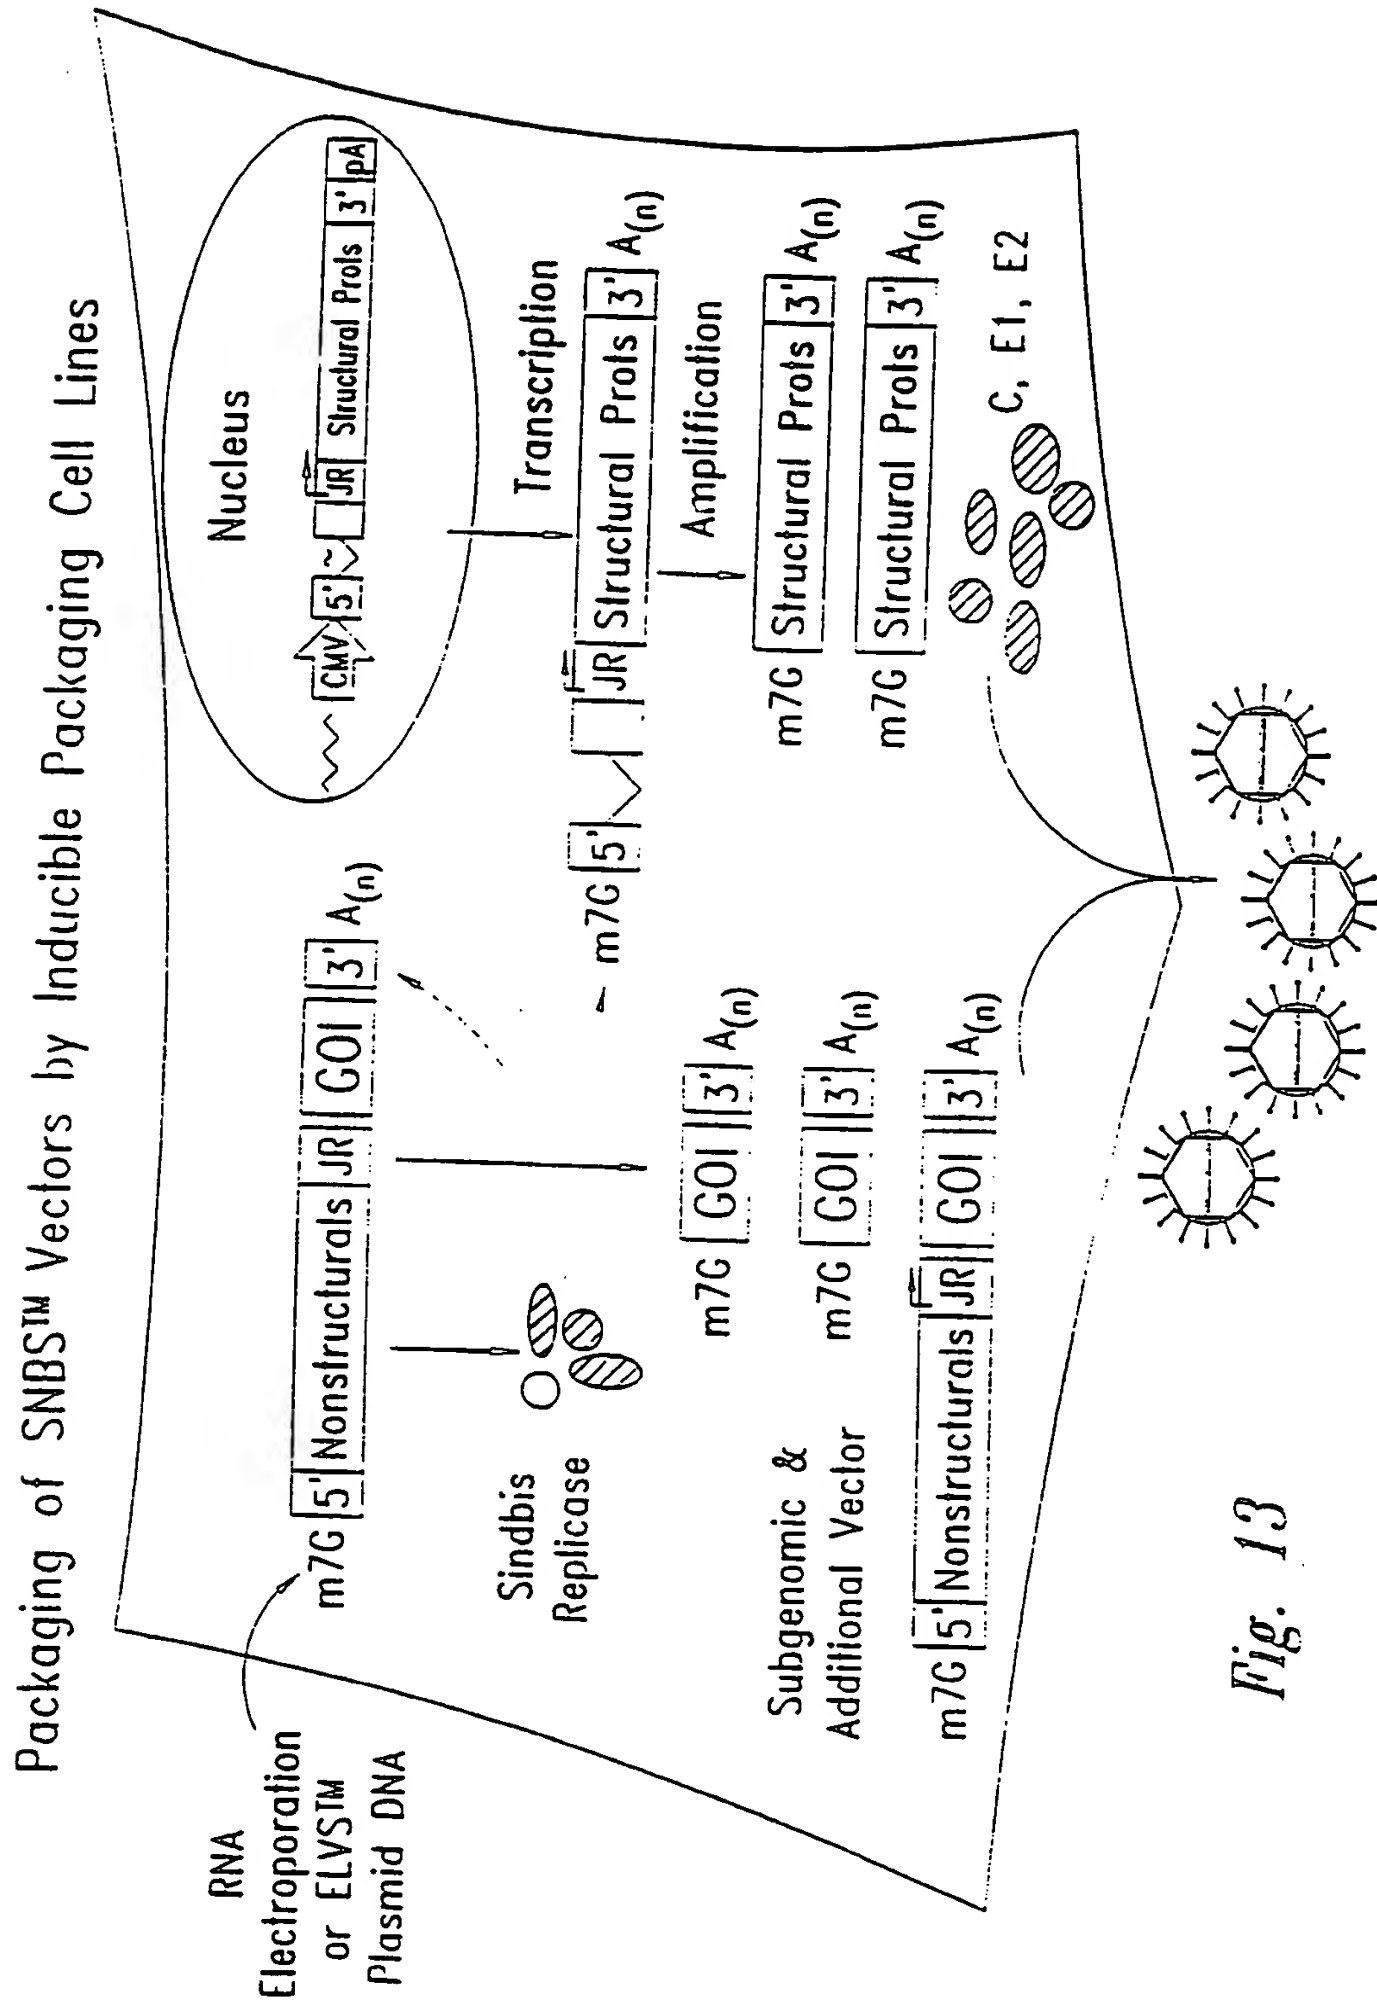 Packaging of SNBS™ Vectors by Inducible Packaging Cell Lines
RNA
Electroporation
or ELVS™
Plasmid DNA
m7G 5' Nonstructurals JR GOI 3' A(n)
Sindbis
Replicase
Subgenomic &
Additional Vector
m7G GOI 3' A(n)
m7G GOI 3' A(n)
m7G 5' Nonstructurals JR GOI 3' A(n)
Nucleus
CMV 5' ~ JR Structural Prots 3' pA
Transcription
m7G 5' JR Structural Prots 3' A(n)
Amplification
m7G Structural Prots 3' A(n)
m7G Structural Prots 3' A(n)
C, E1, E2
Fig. 13